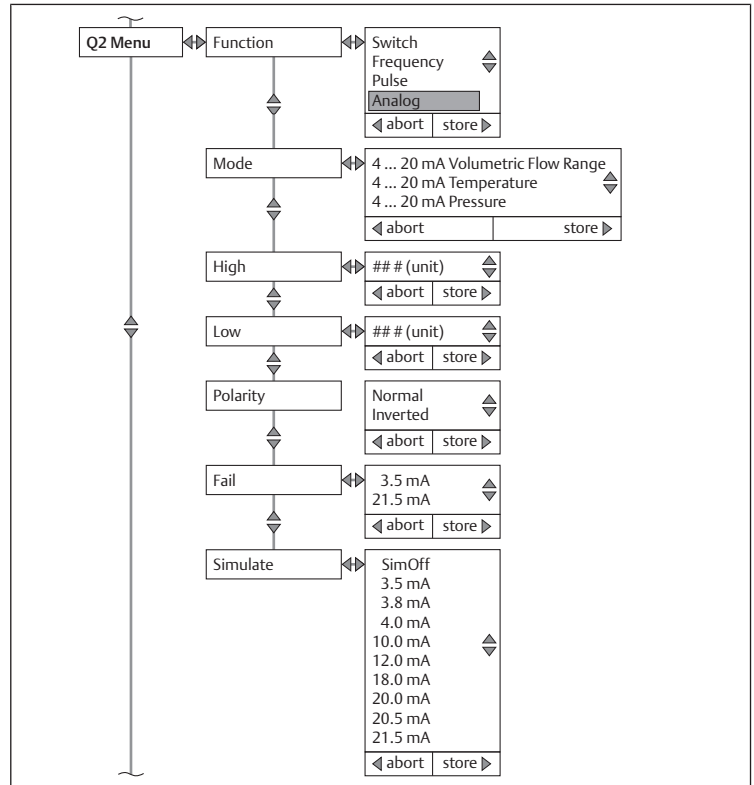 Q2 Menu
Function
Switch
Frequency
Pulse
Analog
abort
store
Mode
4 ... 20 mA Volumetric Flow Range
4 ... 20 mA Temperature
4 ... 20 mA Pressure
abort
store
High
## # (unit)
abort
store
Low
## # (unit)
abort
store
Polarity
Normal
Inverted
abort
store
Fail
3.5 mA
21.5 mA
abort
store
Simulate
SimOff
3.5 mA
3.8 mA
4.0 mA
10.0 mA
12.0 mA
18.0 mA
20.0 mA
20.5 mA
21.5 mA
abort
store